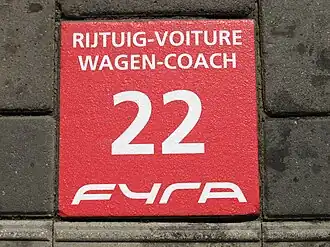 RIJTUIG-VOITURE
WAGEN-COACH
22
FYRA